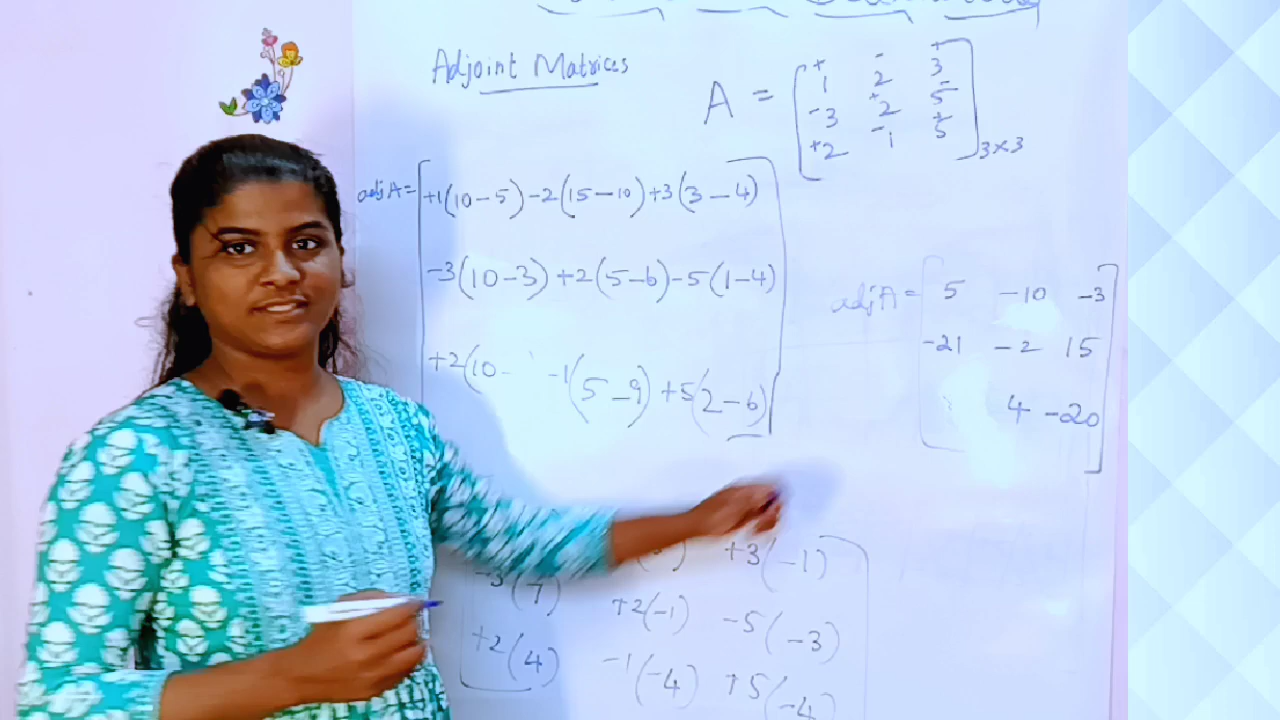 Adjoint Matrices
A = [ + 1 - 2 + 3
- 3 + 2 - 5
+ 2 - 1 + 5 ] 3×3
adj A = [ +1(10-5) -2(15-10) +3(3-4)
-3(10-3) +2(5-6) -5(1-4)
+2(10- -1(5-9) +5(2-6) ]
adj A = [ 5 -10 -3
-21 -2 15
4 -20 ]
+3(-1)
-3(7) +2(-1) -5(-3)
+2(4) -1(-4) +5(-4)